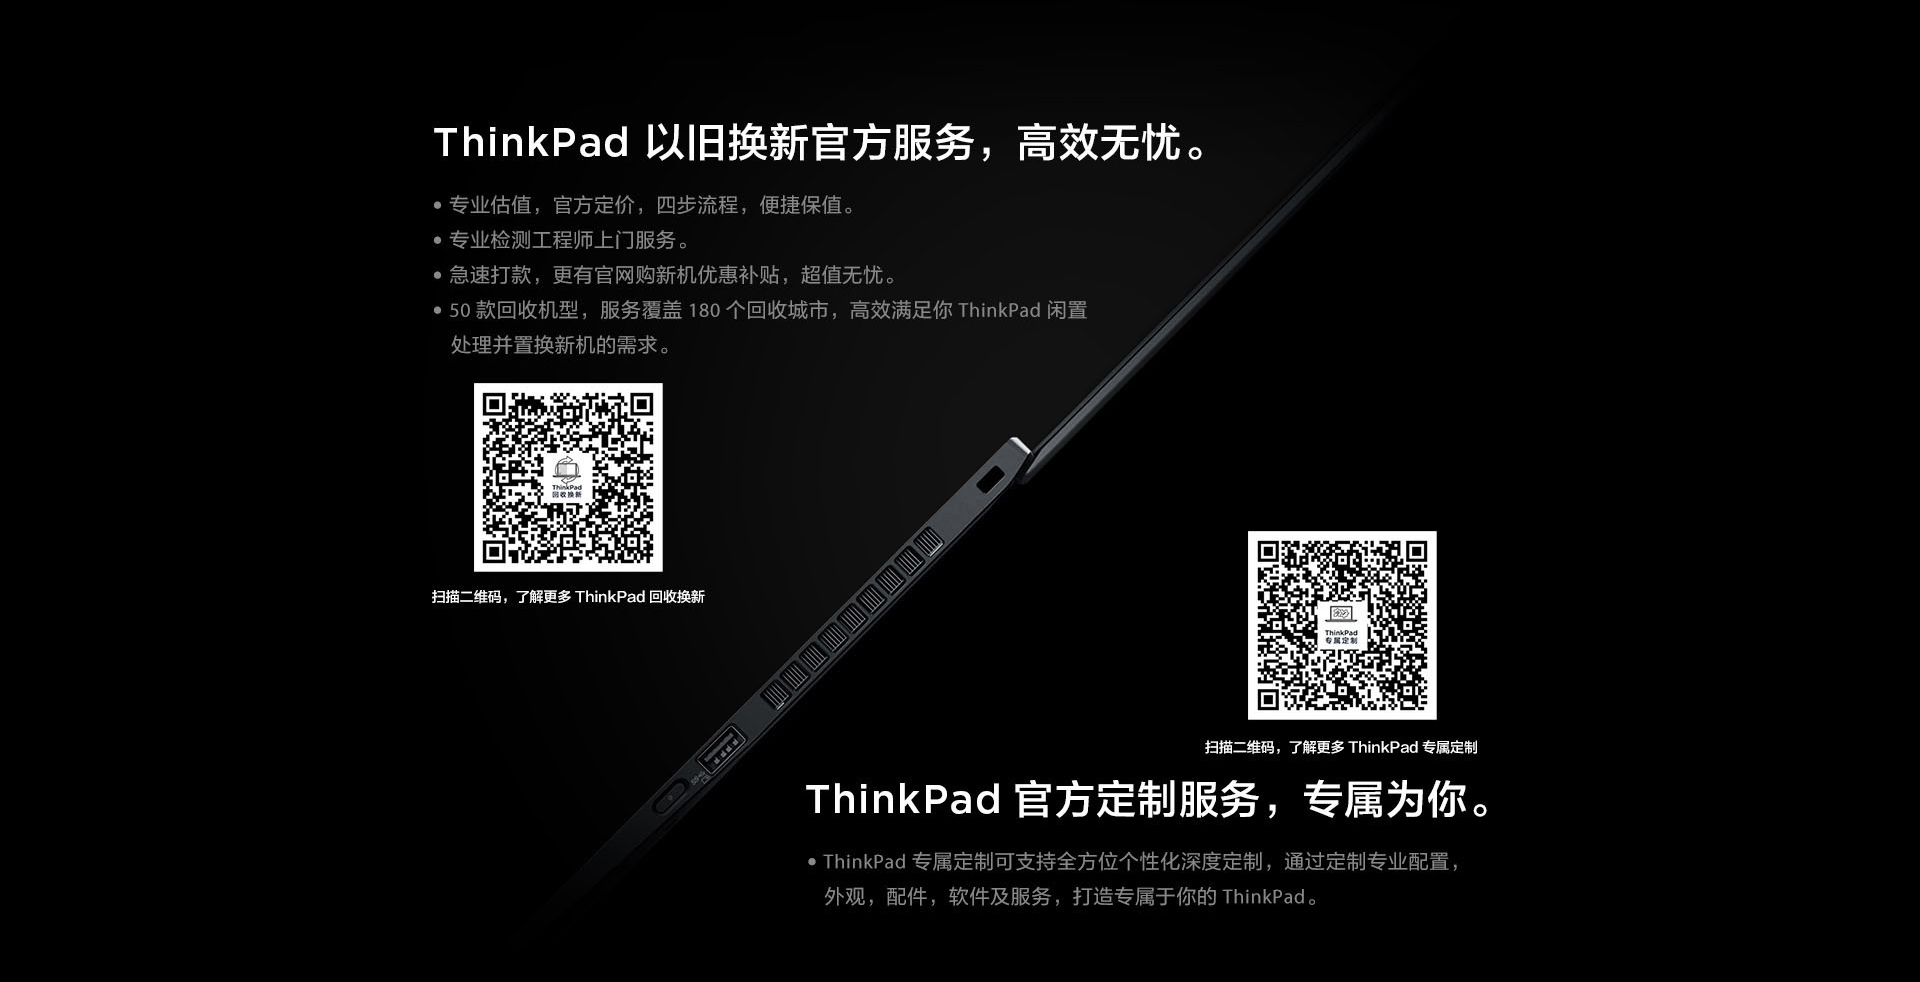 ThinkPad 以旧换新官方服务，高效无忧。
• 专业估值，官方定价，四步流程，便捷保值。
• 专业检测工程师上门服务。
• 急速打款，更有官网购新机优惠补贴，超值无忧。
• 50 款回收机型，服务覆盖 180 个回收城市，高效满足你 ThinkPad 闲置
处理并置换新机的需求。
ThinkPad
回收换新
扫描二维码，了解更多 ThinkPad 回收换新
ThinkPad
专属定制
扫描二维码，了解更多 ThinkPad 专属定制
ThinkPad 官方定制服务，专属为你。
• ThinkPad 专属定制可支持全方位个性化深度定制，通过定制专业配置，
外观，配件，软件及服务，打造专属于你的 ThinkPad。